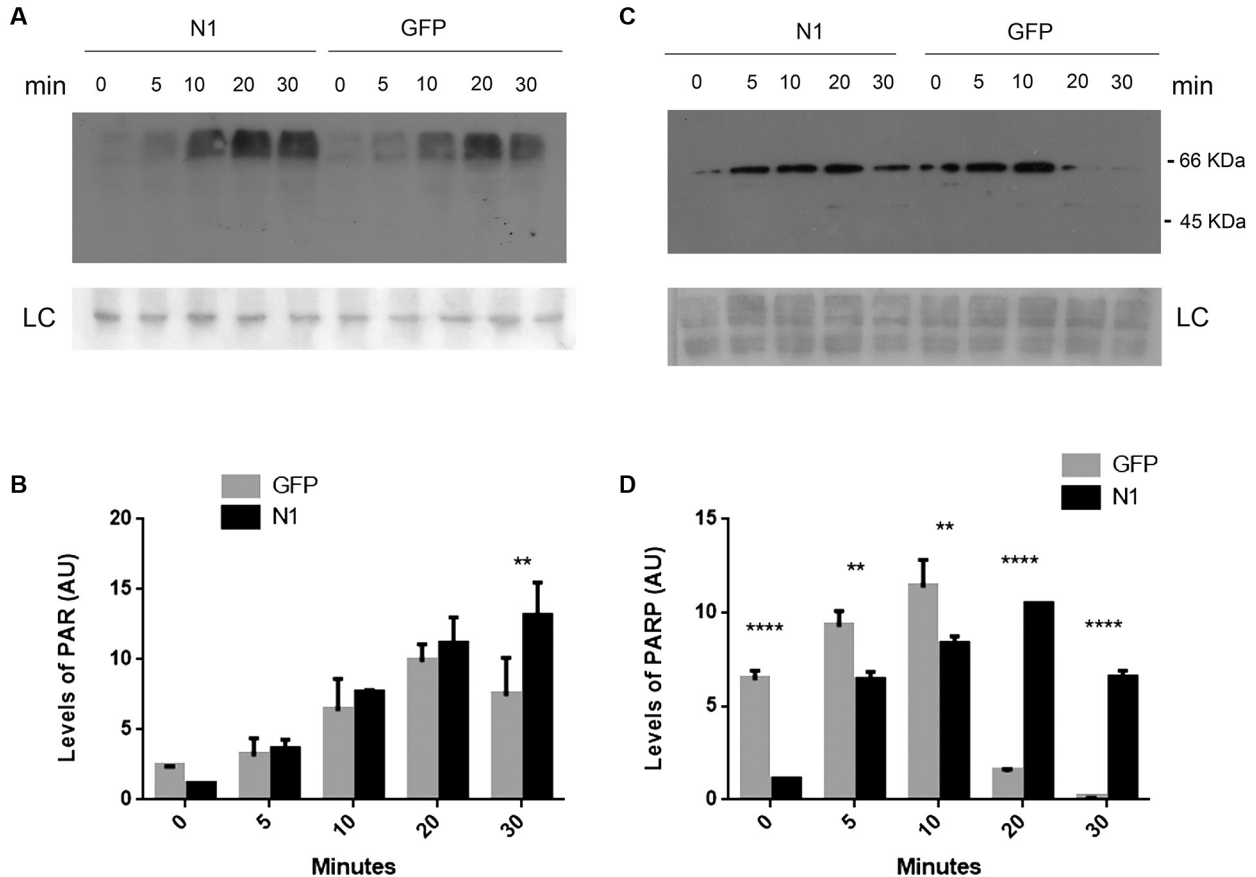 A
N1 GFP
min 0 5 10 20 30 0 5 10 20 30
LC
C
N1 GFP
0 5 10 20 30 0 5 10 20 30 min
- 66 KDa
- 45 KDa
LC
B
GFP
N1
Levels of PAR (AU)
20
15
10
5
0
**
0 5 10 20 30
Minutes
D
GFP
N1
Levels of PARP (AU)
15
10
5
0
**** ** ** **** ****
0 5 10 20 30
Minutes